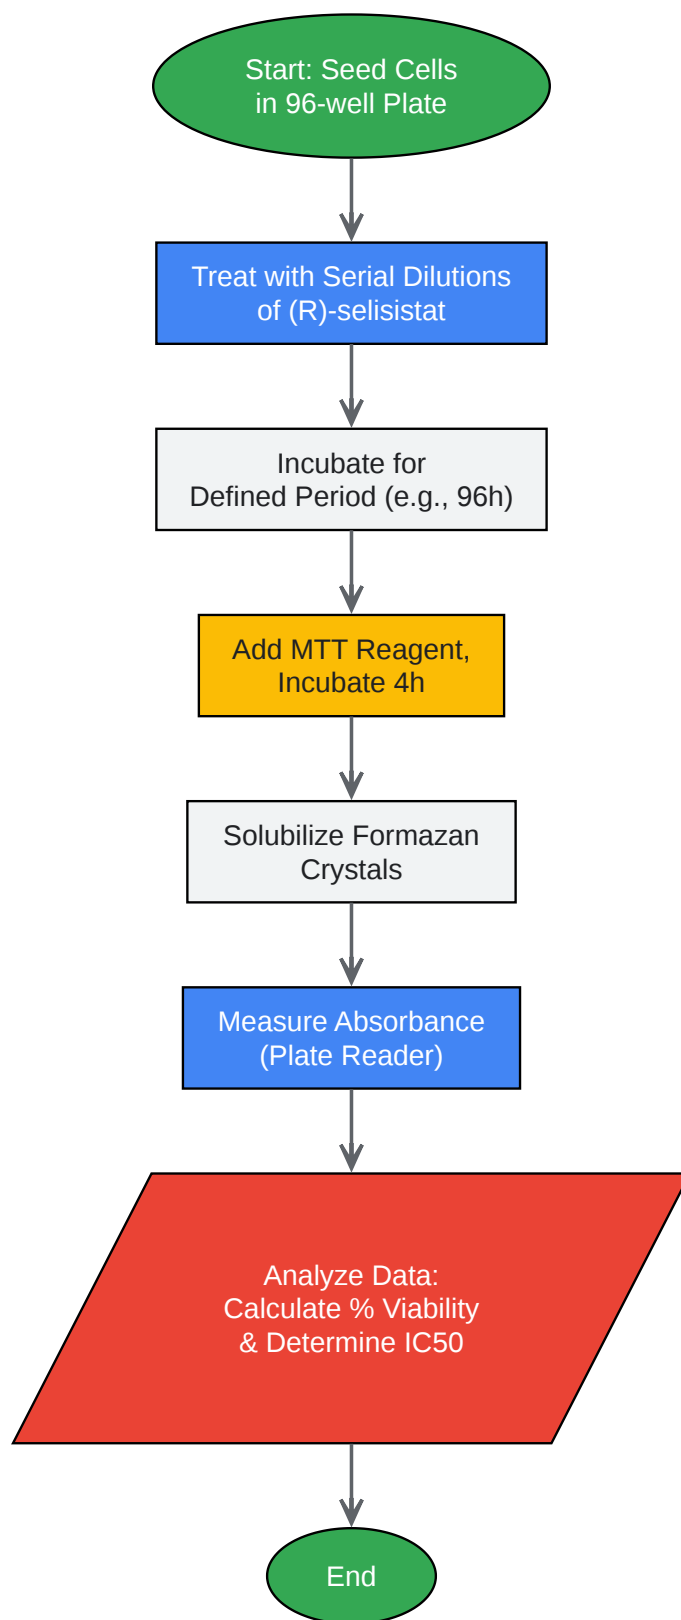 Start: Seed Cells
in 96-well Plate
Treat with Serial Dilutions
of (R)-selisistat
Incubate for
Defined Period (e.g., 96h)
Add MTT Reagent,
Incubate 4h
Solubilize Formazan
Crystals
Measure Absorbance
(Plate Reader)
Analyze Data:
Calculate % Viability
& Determine IC50
End